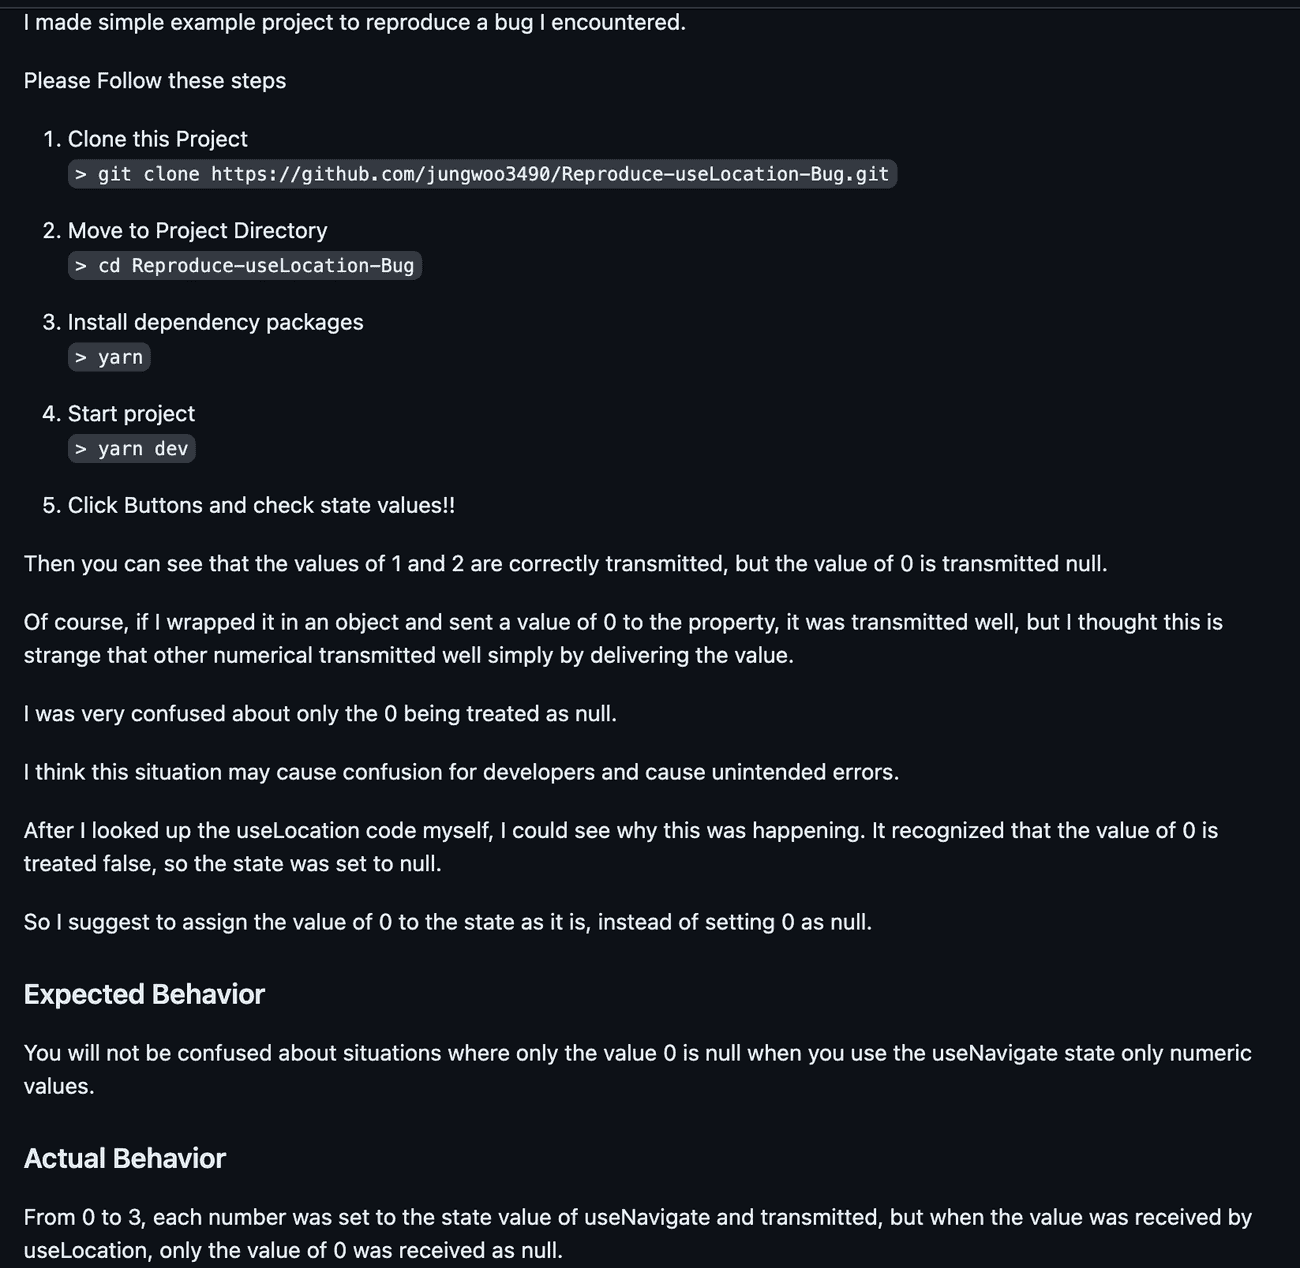 I made simple example project to reproduce a bug I encountered.
Please Follow these steps
1. Clone this Project
> git clone https://github.com/jungwoo3490/Reproduce-useLocation-Bug.git
2. Move to Project Directory
> cd Reproduce-useLocation-Bug
3. Install dependency packages
> yarn
4. Start project
> yarn dev
5. Click Buttons and check state values!!
Then you can see that the values of 1 and 2 are correctly transmitted, but the value of 0 is transmitted null.
Of course, if I wrapped it in an object and sent a value of 0 to the property, it was transmitted well, but I thought this is
strange that other numerical transmitted well simply by delivering the value.
I was very confused about only the 0 being treated as null.
I think this situation may cause confusion for developers and cause unintended errors.
After I looked up the useLocation code myself, I could see why this was happening. It recognized that the value of 0 is
treated false, so the state was set to null.
So I suggest to assign the value of 0 to the state as it is, instead of setting 0 as null.
Expected Behavior
You will not be confused about situations where only the value 0 is null when you use the useNavigate state only numeric
values.
Actual Behavior
From 0 to 3, each number was set to the state value of useNavigate and transmitted, but when the value was received by
useLocation, only the value of 0 was received as null.